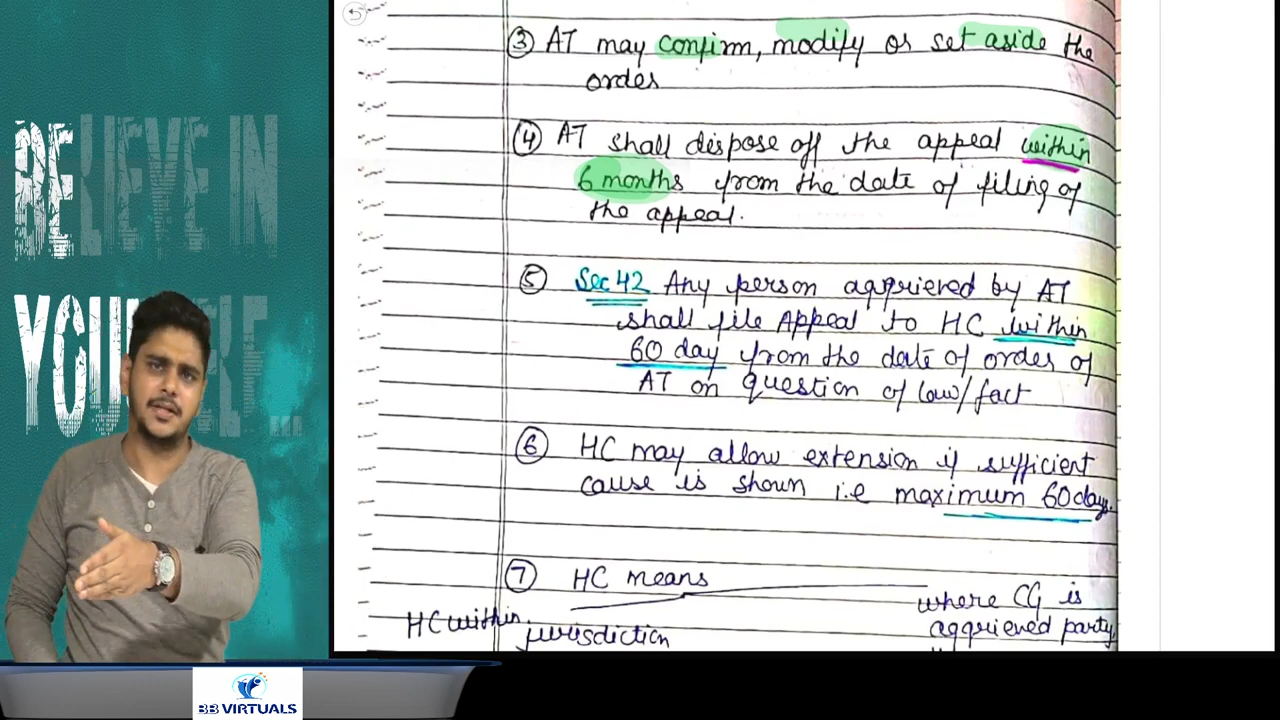 ③ AT may confirm, modify or set aside the
order
④ AT shall dispose off the appeal within
6 months from the date of filing of
the appeal.
⑤ Sec 42 Any person aggrieved by AT
shall file Appeal to HC within
60 day from the date of order of
AT on question of law/fact
⑥ HC may allow extension if sufficient
cause is shown i.e maximum 60 days.
⑦ HC means
HC within
jurisdiction
where CG is
aggrieved party
BELIEVE IN
BB VIRTUALS